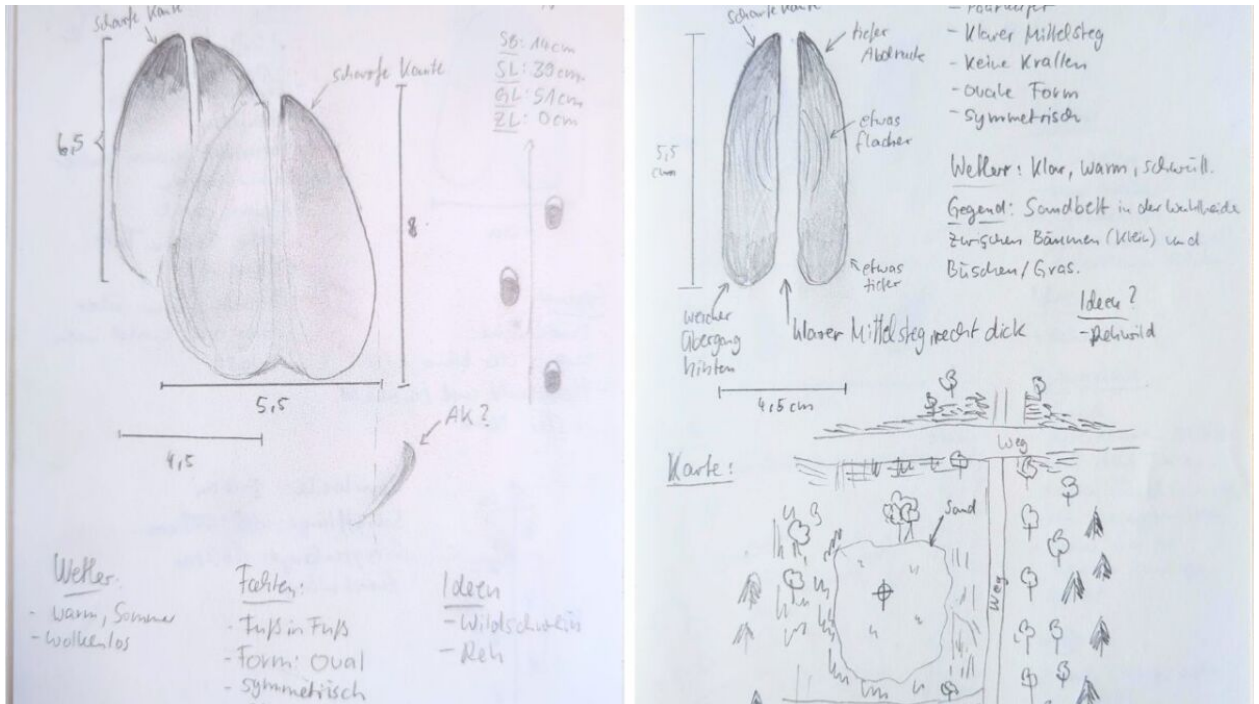 scharfe Kante
6,5
scharfe Kante
8
5,5
4,5
AK?
SB: 14cm
SL: 39cm
GL: 51cm
ZL: 0cm
Wetter:
- warm, Sommer
- wolkenlos
Fakten:
- Fuß in Fuß
- Form: Oval
- symmetrisch
Ideen
- Wildschwein
- Reh
scharfe Kante
tiefer
Abdruck
5,5
cm
etwas
flacher
etwas
tiefer
weicher
Übergang
hinten
klarer Mittelsteg recht dick
4,5cm
- Klarer Mittelsteg
- Keine Krallen
- ovale Form
- symmetrisch
Wetter: Klar, warm, schwül.
Gegend: Sandbett in der
zwischen Bäumen (klein) und
Büschen/Gras.
Ideen?
- Rehwild
Karte:
Weg
Sand
Weg